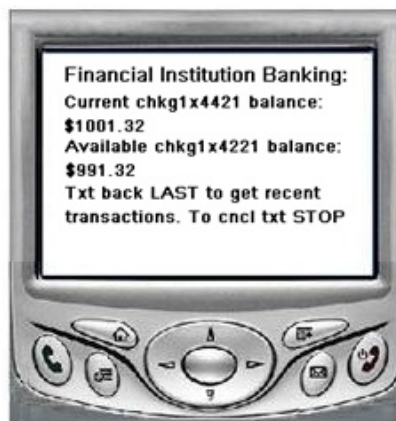 Financial Institution Banking:
Current chkg1x4421 balance:
$1001.32
Available chkg1x4221 balance:
$991.32
Txt back LAST to get recent
transactions. To cncl txt STOP